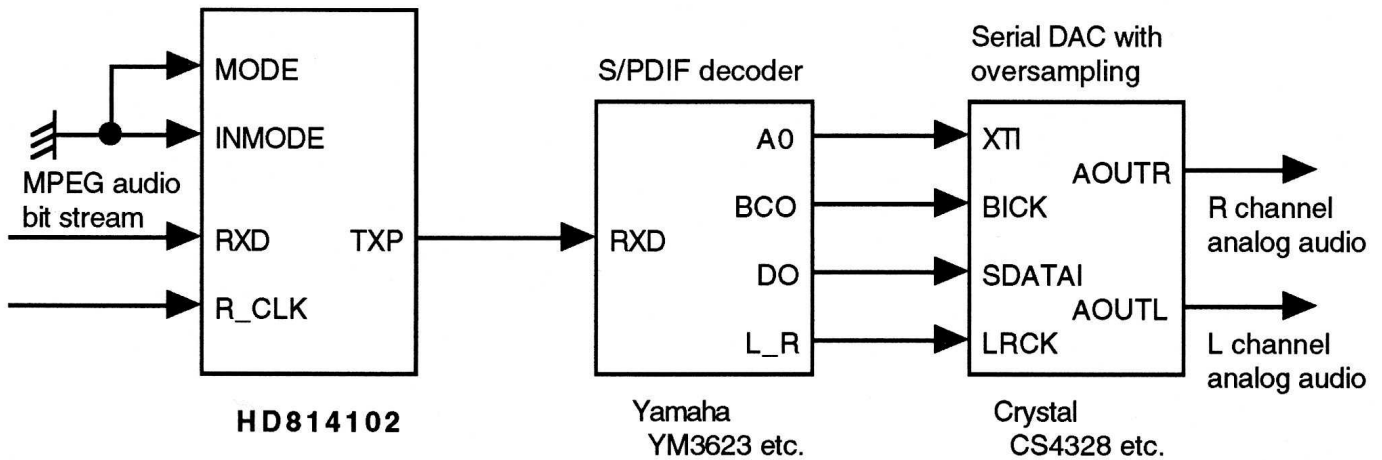 MODE
INMODE
MPEG audio
bit stream
RXD
TXP
R_CLK
HD814102
S/PDIF decoder
A0
BCO
RXD
DO
L_R
Yamaha
YM3623 etc.
Serial DAC with
oversampling
XTI
AOUTR
BICK
SDATAI
AOUTL
LRCK
Crystal
CS4328 etc.
R channel
analog audio
L channel
analog audio